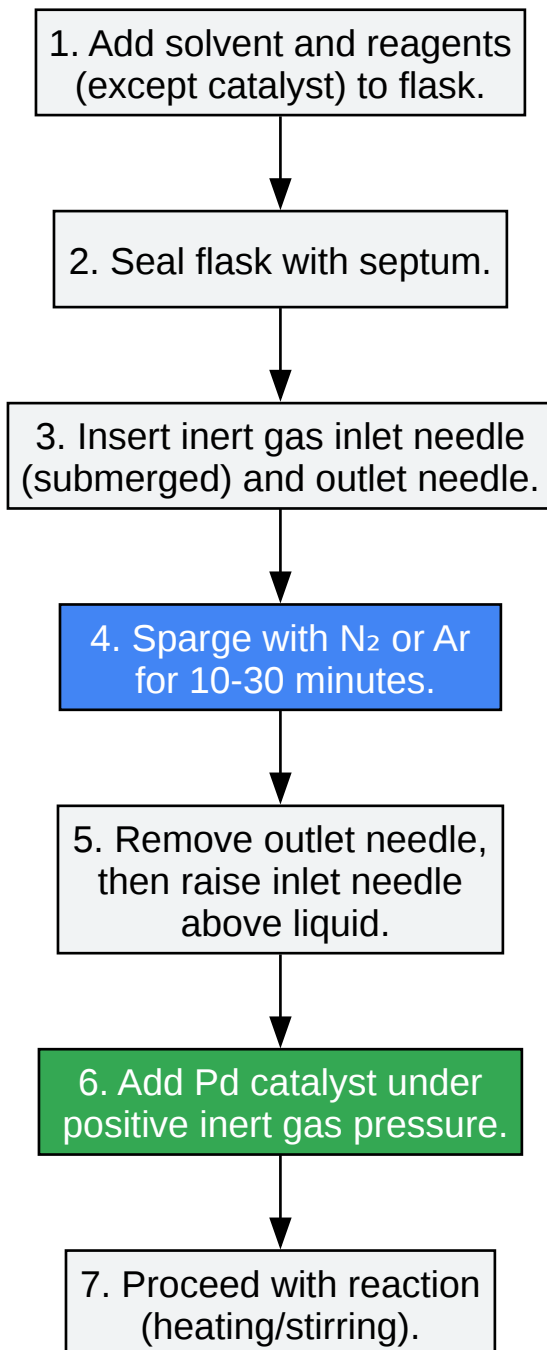 1. Add solvent and reagents
(except catalyst) to flask.
2. Seal flask with septum.
3. Insert inert gas inlet needle
(submerged) and outlet needle.
4. Sparge with N₂ or Ar
for 10-30 minutes.
5. Remove outlet needle,
then raise inlet needle
above liquid.
6. Add Pd catalyst under
positive inert gas pressure.
7. Proceed with reaction
(heating/stirring).